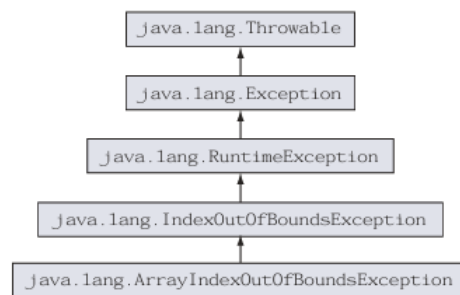 java.lang.Throwable
java.lang.Exception
java.lang.RuntimeException
java.lang.IndexOutOfBoundsException
java.lang.ArrayIndexOutOfBoundsException